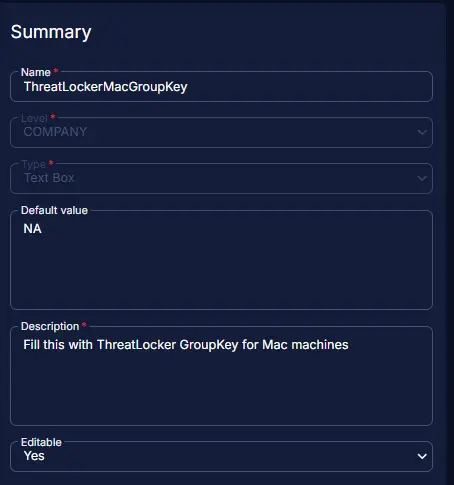 Summary
Name *
ThreatLockerMacGroupKey
Level *
COMPANY
Type *
Text Box
Default value
NA
Description *
Fill this with ThreatLocker GroupKey for Mac machines
Editable
Yes